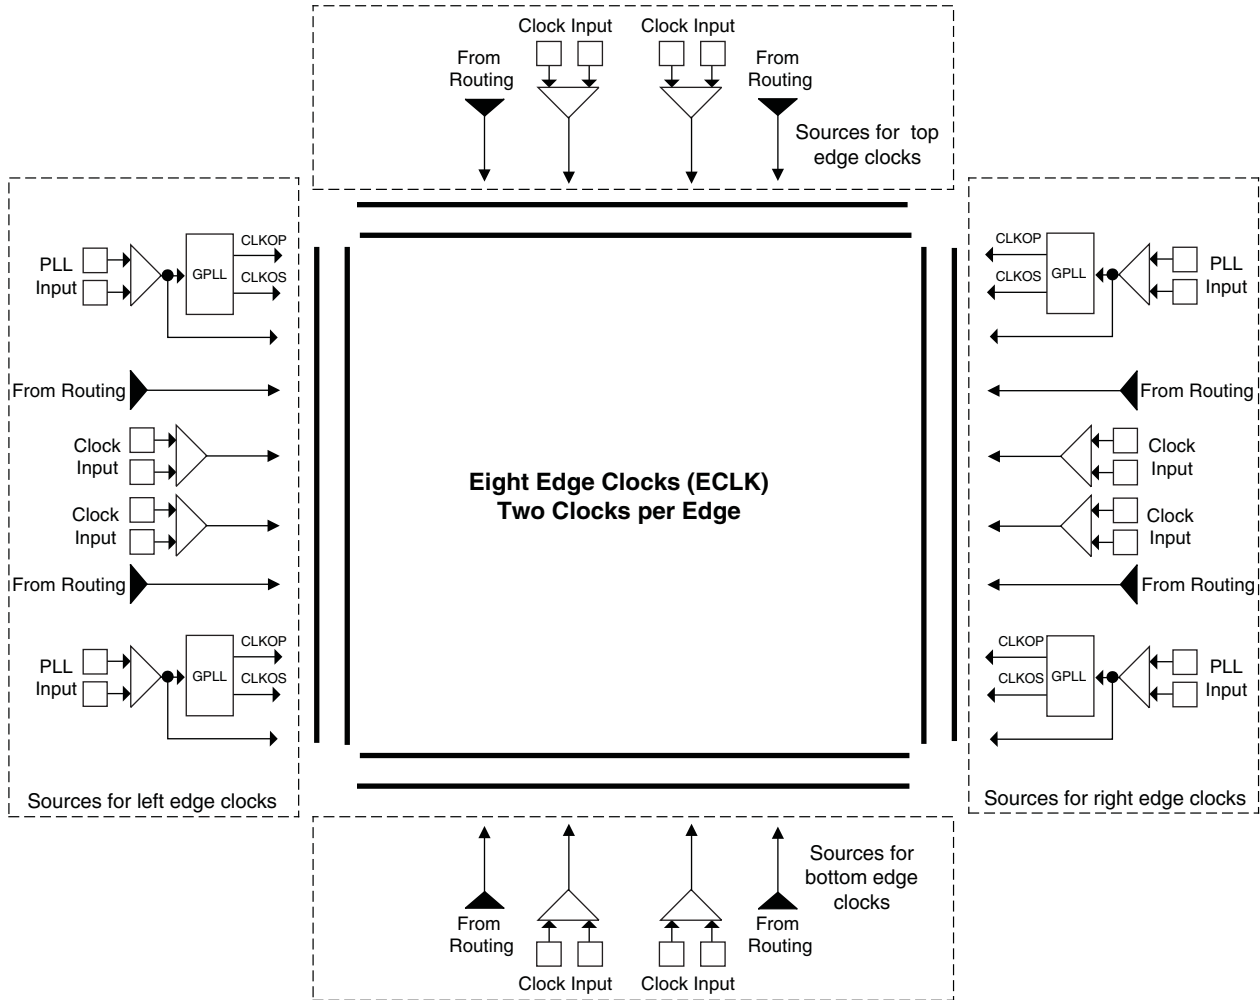 Clock Input
Clock Input
From
Routing
From
Routing
Sources for top
edge clocks
PLL
Input
GPLL
CLKOP
CLKOS
From Routing
Clock
Input
Clock
Input
From Routing
PLL
Input
GPLL
CLKOP
CLKOS
Sources for left edge clocks
Eight Edge Clocks (ECLK)
Two Clocks per Edge
CLKOP
CLKOS
GPLL
PLL
Input
From Routing
Clock
Input
Clock
Input
From Routing
CLKOP
CLKOS
GPLL
PLL
Input
Sources for right edge clocks
Sources for
bottom edge
clocks
From
Routing
From
Routing
Clock Input
Clock Input